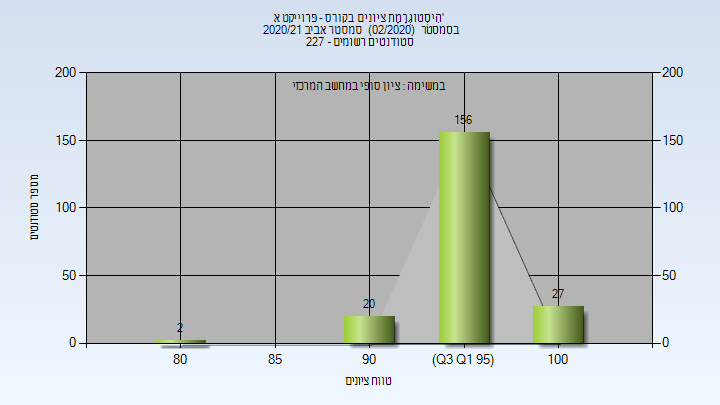 היסטוגרמת ציונים בקורס - פרוייקט א'
בסמסטר (02/2020) סמסטר אביב 2020/21
סטודנטים רשומים - 227
במשימה : ציון סופי במחשב המרכזי
200
150
100
50
0
200
150
100
50
0
מספר סטודנטים
2
20
156
27
80
85
90
(Q3 Q1 95)
100
טווח ציונים